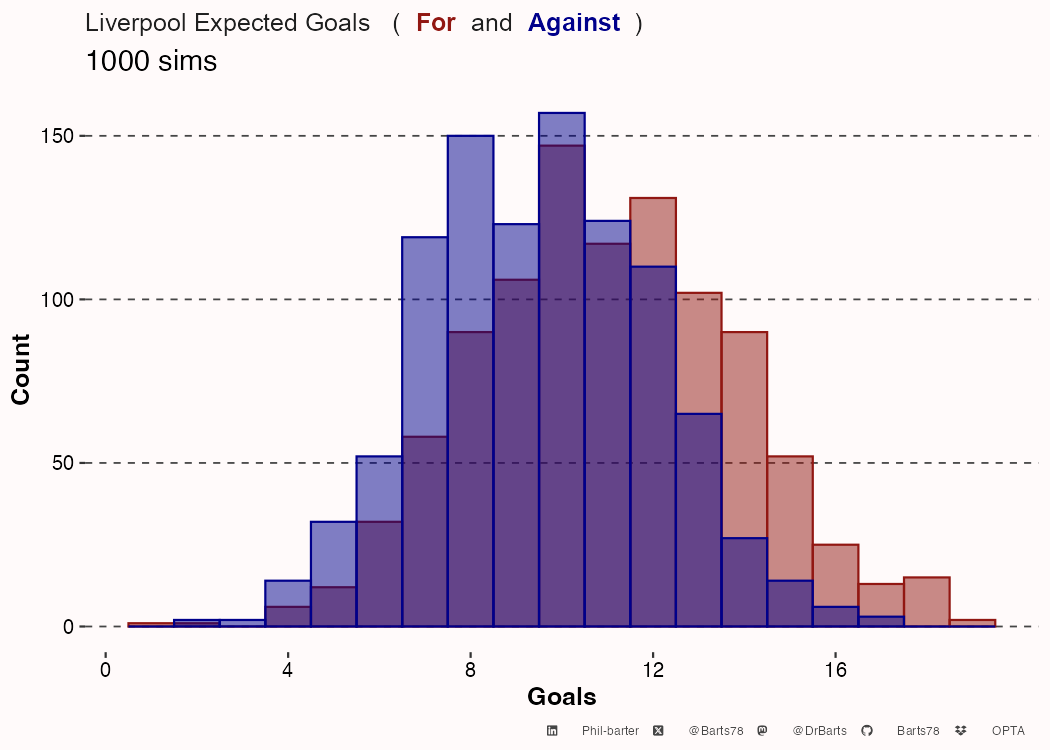 Liverpool Expected Goals ( For and Against )
1000 sims
150
100
50
0
Count
0 4 8 12 16
Goals
Phil-barter @Barts78 @DrBarts Barts78 OPTA